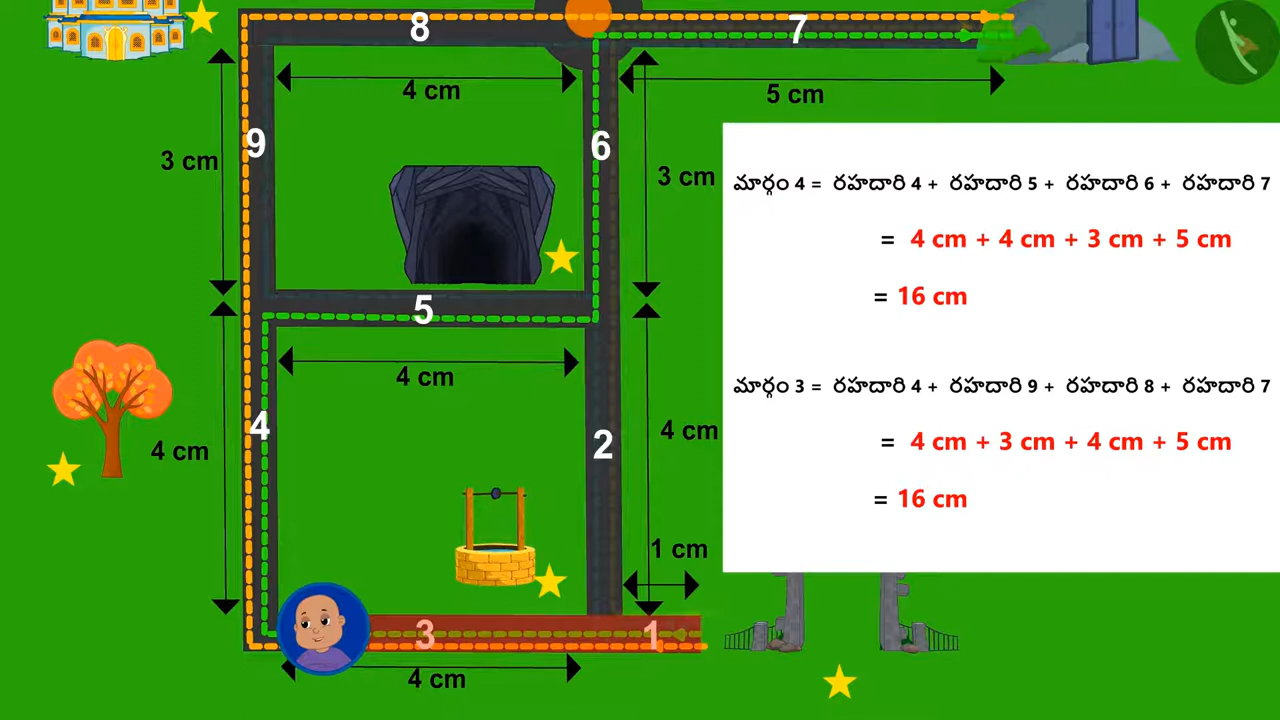 8
7
4 cm
5 cm
9
6
3 cm
3 cm
మార్గం 4 = రహదారి 4 + రహదారి 5 + రహదారి 6 + రహదారి 7
= 4 cm + 4 cm + 3 cm + 5 cm
= 16 cm
5
4 cm
మార్గం 3 = రహదారి 4 + రహదారి 9 + రహదారి 8 + రహదారి 7
4
2
4 cm
4 cm
= 4 cm + 3 cm + 4 cm + 5 cm
= 16 cm
1 cm
3
1
4 cm